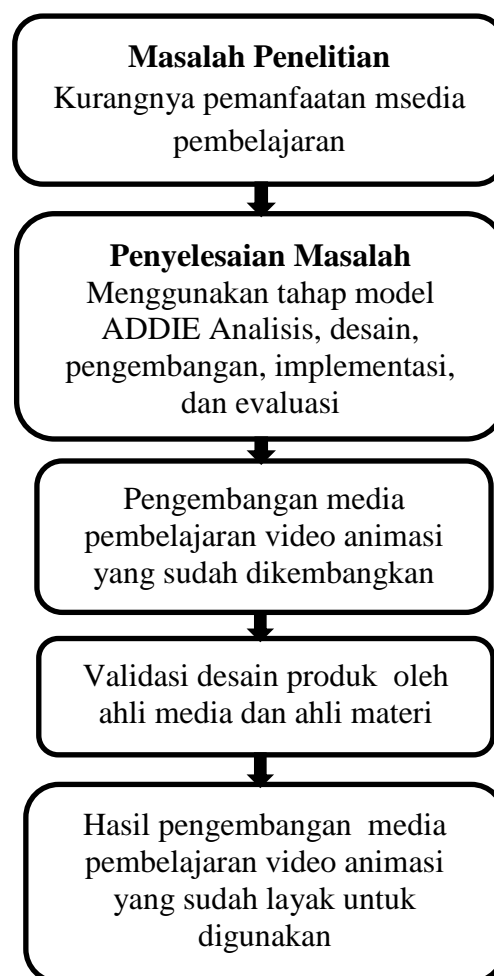 Masalah Penelitian
Kurangnya pemanfaatan msedia
pembelajaran
Penyelesaian Masalah
Menggunakan tahap model
ADDIE Analisis, desain,
pengembangan, implementasi,
dan evaluasi
Pengembangan media
pembelajaran video animasi
yang sudah dikembangkan
Validasi desain produk  oleh
ahli media dan ahli materi
Hasil pengembangan  media
pembelajaran video animasi
yang sudah layak untuk
digunakan